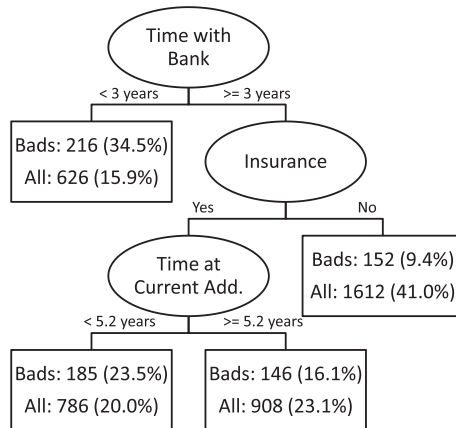 Time with
Bank
< 3 years
>= 3 years
Bads: 216 (34.5%)
All: 626 (15.9%)
Insurance
Yes
No
Time at
Current Add.
Bads: 152 (9.4%)
All: 1612 (41.0%)
< 5.2 years
>= 5.2 years
Bads: 185 (23.5%)
All: 786 (20.0%)
Bads: 146 (16.1%)
All: 908 (23.1%)